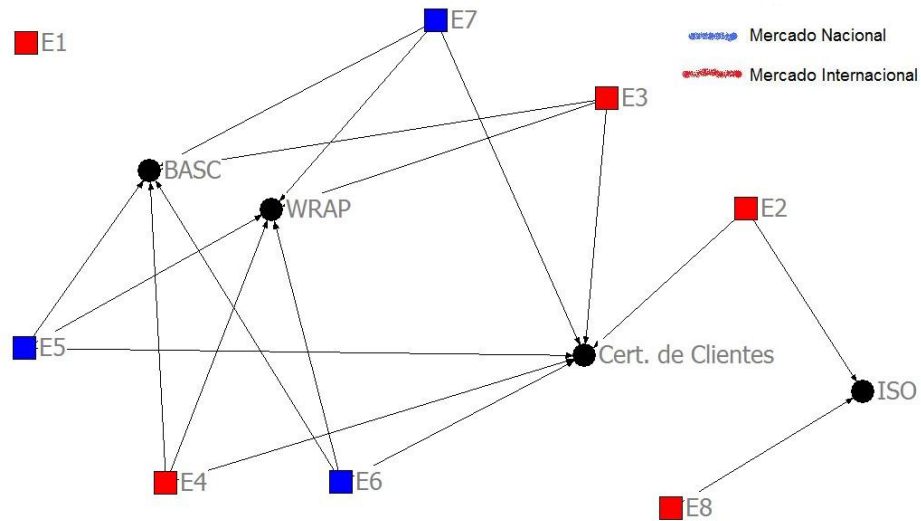 E7
Mercado Nacional
E1
Mercado Internacional
E3
BASC
WRAP
E2
E5
Cert. de Clientes
ISO
E4
E6
E8